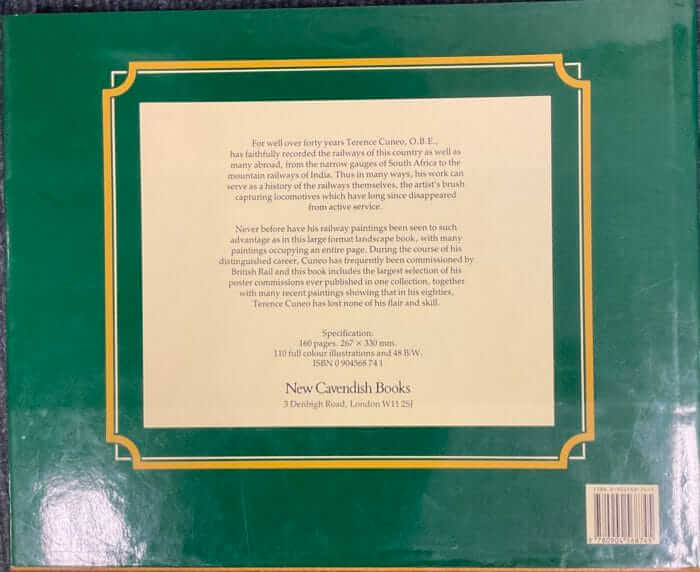 For well over forty years Terence Cuneo, O.B.E.,
has faithfully recorded the railways of this country as well as
many abroad, from the narrow gauges of South Africa to the
mountain railways of India. Thus in many ways, his work can
serve as a history of the railways themselves, the artist's brush
capturing locomotives which have long since disappeared
from active service.
Never before have his railway paintings been seen to such
advantage as in this large format landscape book, with many
paintings occupying an entire page. During the course of his
distinguished career, Cuneo has frequently been commissioned by
British Rail and this book includes the largest selection of his
poster commissions ever published in one collection, together
with many recent paintings showing that in his eighties,
Terence Cuneo has lost none of his flair and skill.
Specification.
160 pages. 267 × 330 mm.
110 full colour illustrations and 48 B/W.
ISBN 0 904568 74 1
New Cavendish Books
3 Denbigh Road, London W11 2SJ
ISBN 0-904568-74-1
9 780904 568745